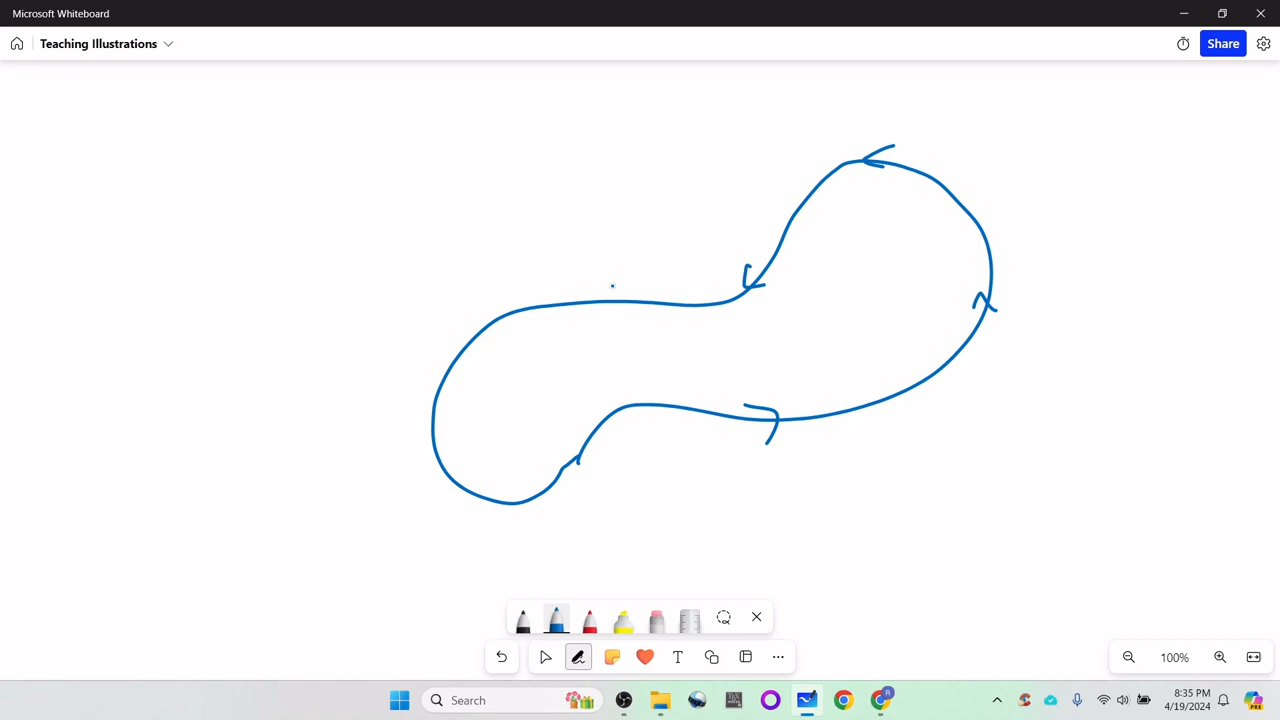 Microsoft Whiteboard
Teaching Illustrations
Share
T
100%
Search
8:35 PM
4/19/2024